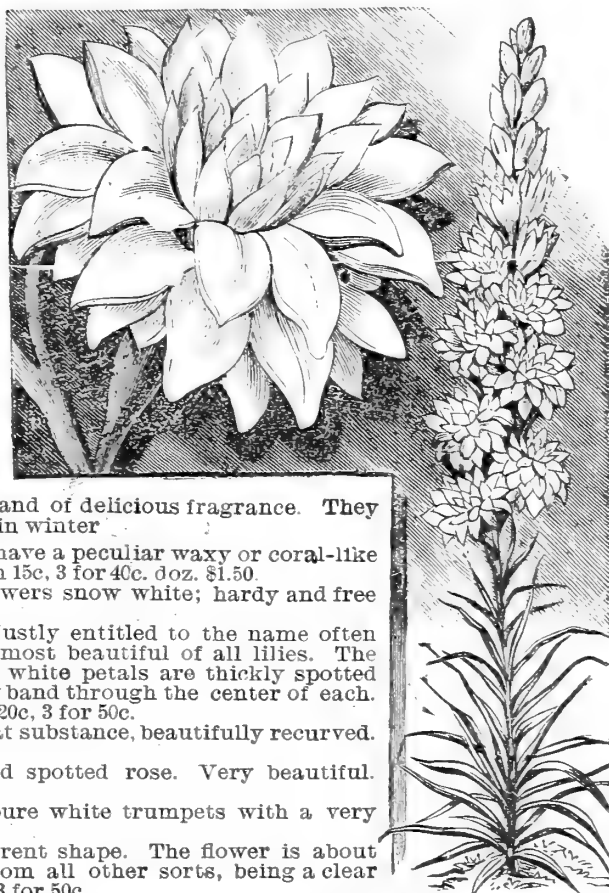 and of delicious fragrance. They
in winter
have a peculiar waxy or coral-like
15c, 3 for 40c. doz. $1.50.
wers snow white; hardy and free
ustly entitled to the name often
most beautiful of all lilies. The
white petals are thickly spotted
band through the center of each.
20c, 3 for 50c.
substance, beautifully recurved.
d spotted rose. Very beautiful.
ure white trumpets with a very
rent shape. The flower is about
om all other sorts, being a clear
3 for 50c